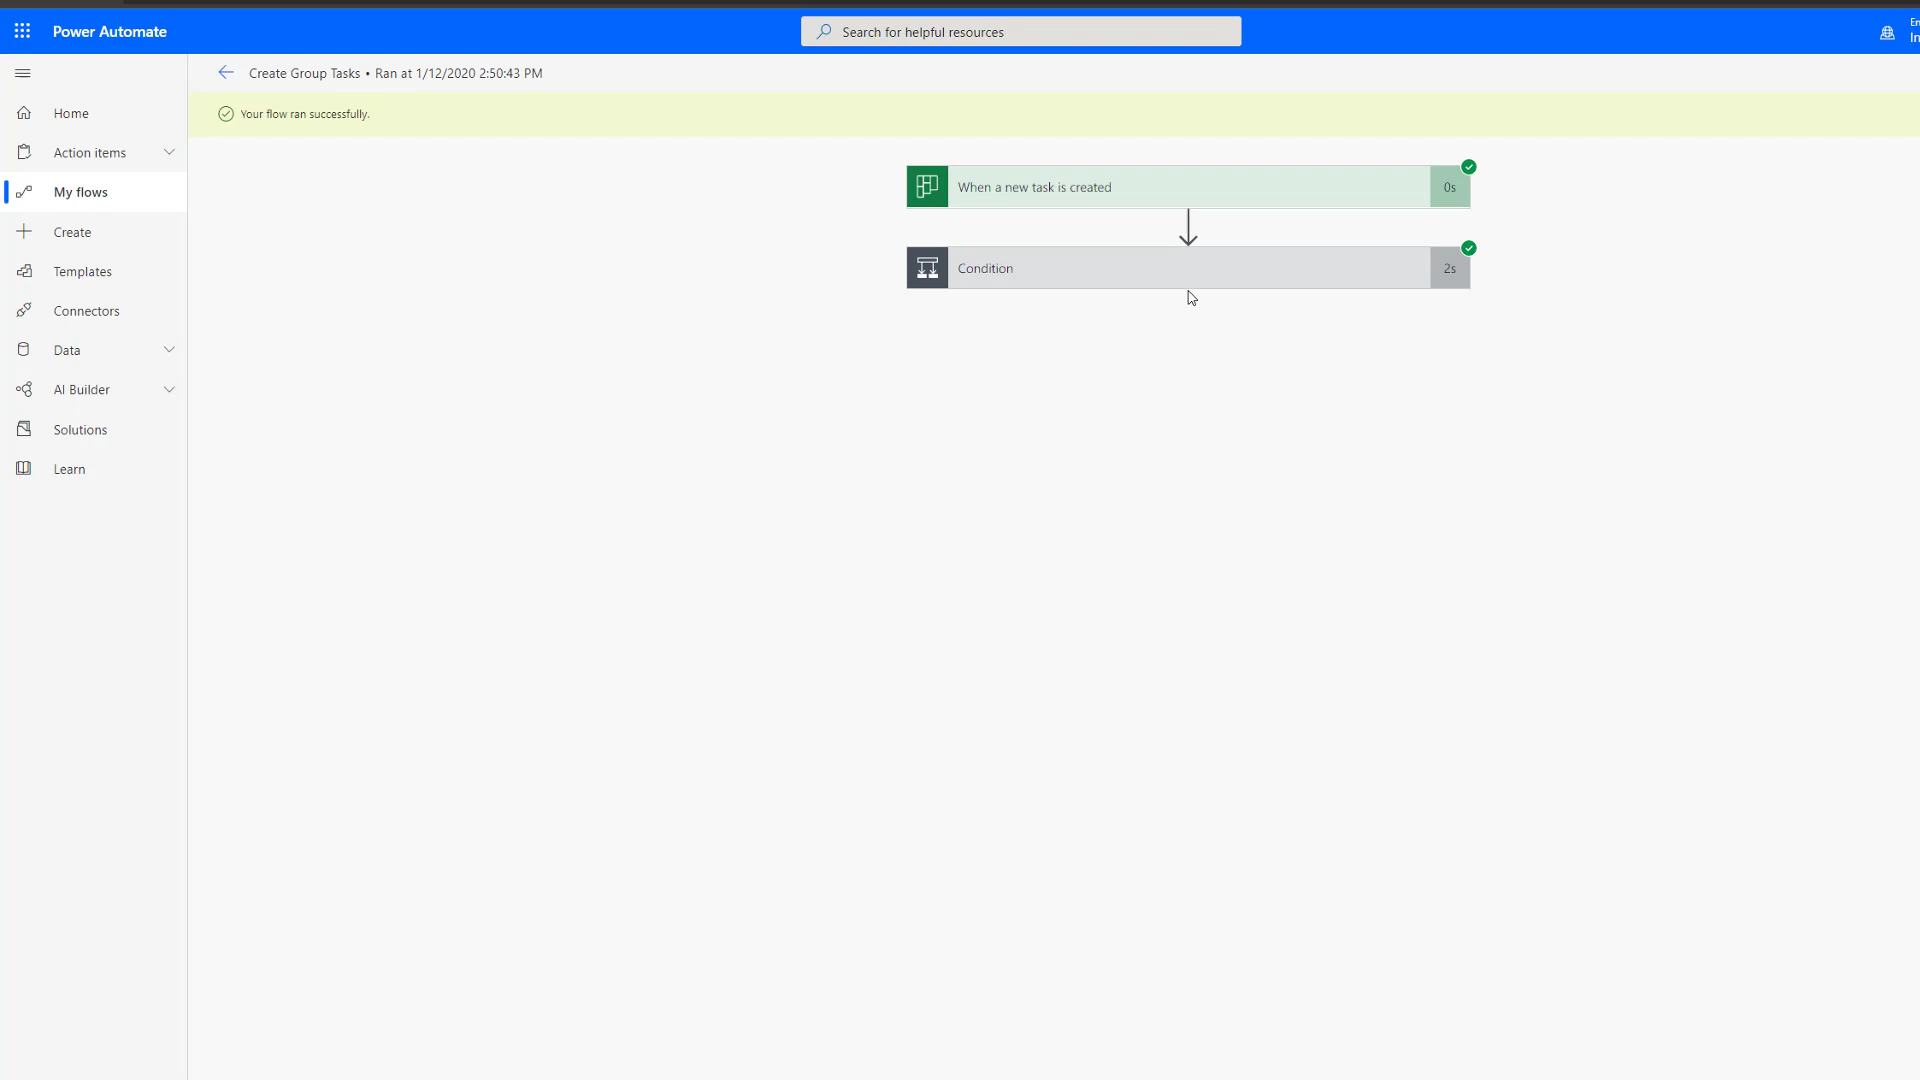 Power Automate
Search for helpful resources
Create Group Tasks • Ran at 1/12/2020 2:50:43 PM
Your flow ran successfully.
Home
Action items
My flows
Create
Templates
Connectors
Data
AI Builder
Solutions
Learn
When a new task is created
0s
Condition
2s